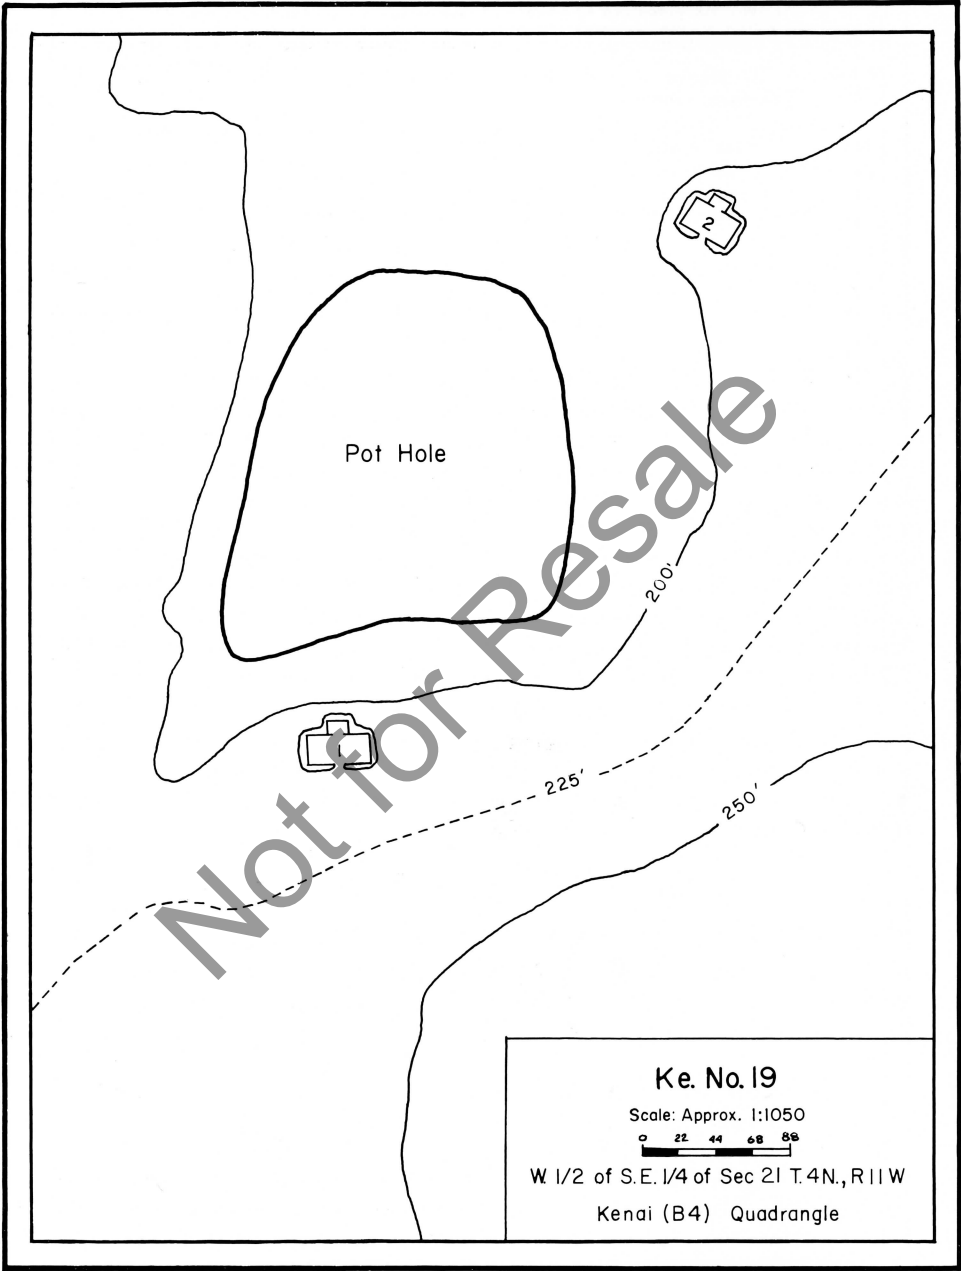 2
Pot Hole
200'
1
225'
250'
Not for Resale
Ke. No. 19
Scale: Approx. 1:1050
0 22 44 68 88
W. 1/2 of S.E. 1/4 of Sec 21 T. 4N., R 11 W
Kenai (B4) Quadrangle